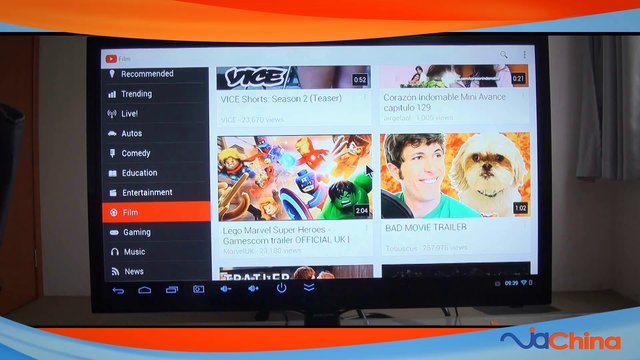 Film
Recommended
Trending
Live!
Autos
Comedy
Education
Entertainment
Film
Gaming
Music
News
VICE
0:52
VICE Shorts: Season 2 (Teaser)
VICE - 23,670 views
0:21
Corazón Indomable Mini Avance
capitulo 129
airgelaol - 1,005 views
2:04
Lego Marvel Super Heroes -
Gamescom trailer OFFICIAL UK |
MarvelUK - 23,180 views
1:02
BAD MOVIE TRAILER
Tobuscus - 257,976 views
TRAILER
09:39
JaChina